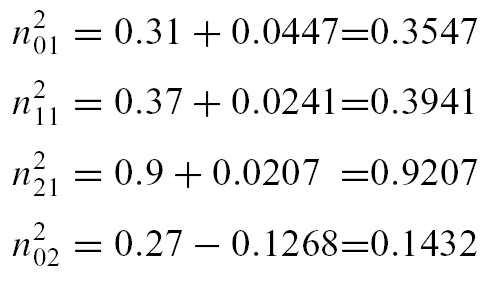 n²₀₁ = 0.31 + 0.0447=0.3547
n²₁₁ = 0.37 + 0.0241=0.3941
n²₂₁ = 0.9 + 0.0207 =0.9207
n²₀₂ = 0.27 − 0.1268=0.1432